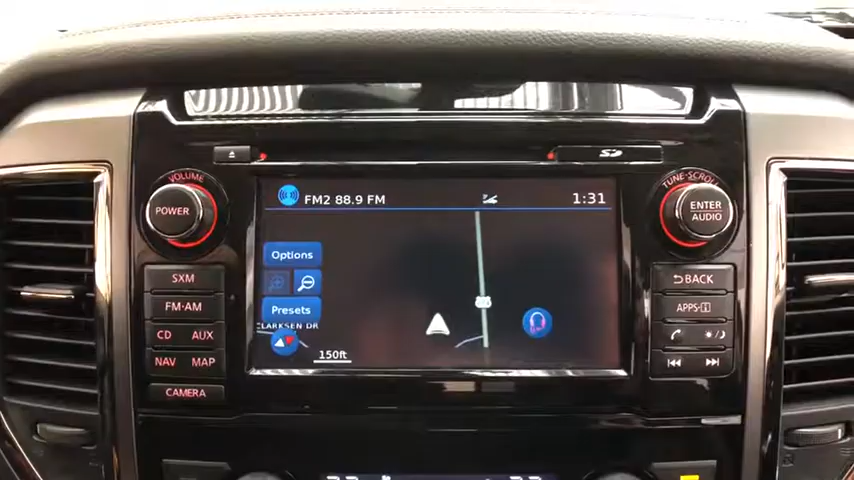 VOLUME
POWER
SXM
FM·AM
CD AUX
NAV MAP
CAMERA
SD
FM2 88.9 FM
1:31
Options
Presets
CLARKSEN DR
150ft
TUNE·SCROLL
ENTER
AUDIO
BACK
APPS·